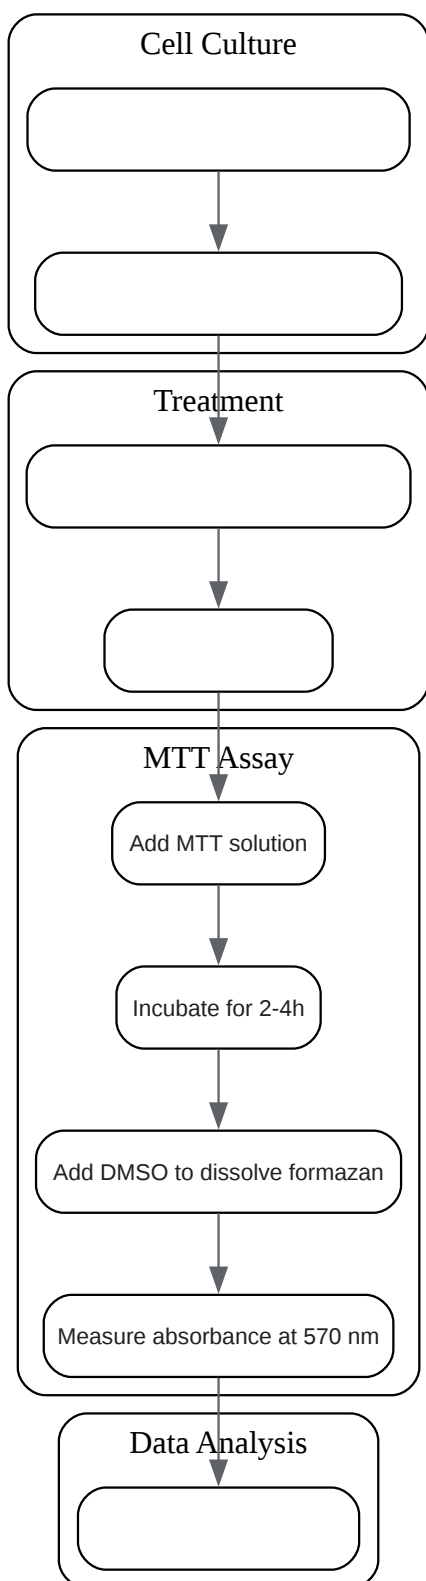 Cell Culture
Treatment
MTT Assay
Add MTT solution
Incubate for 2-4h
Add DMSO to dissolve formazan
Measure absorbance at 570 nm
Data Analysis